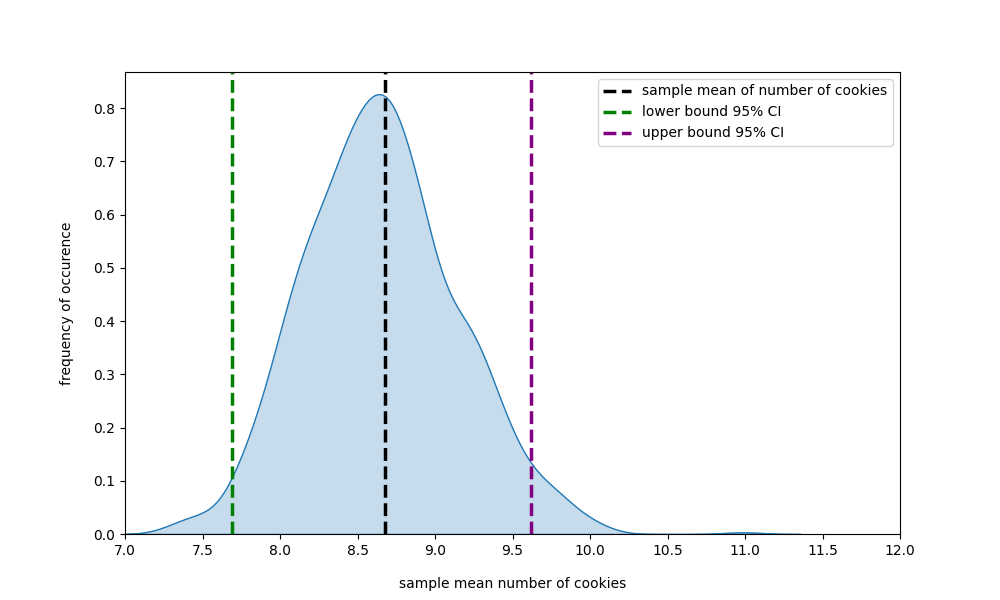 sample mean of number of cookies
lower bound 95% CI
upper bound 95% CI
0.8
0.7
0.6
0.5
0.4
0.3
0.2
0.1
0.0
frequency of occurence
7.0 7.5 8.0 8.5 9.0 9.5 10.0 10.5 11.0 11.5 12.0
sample mean number of cookies